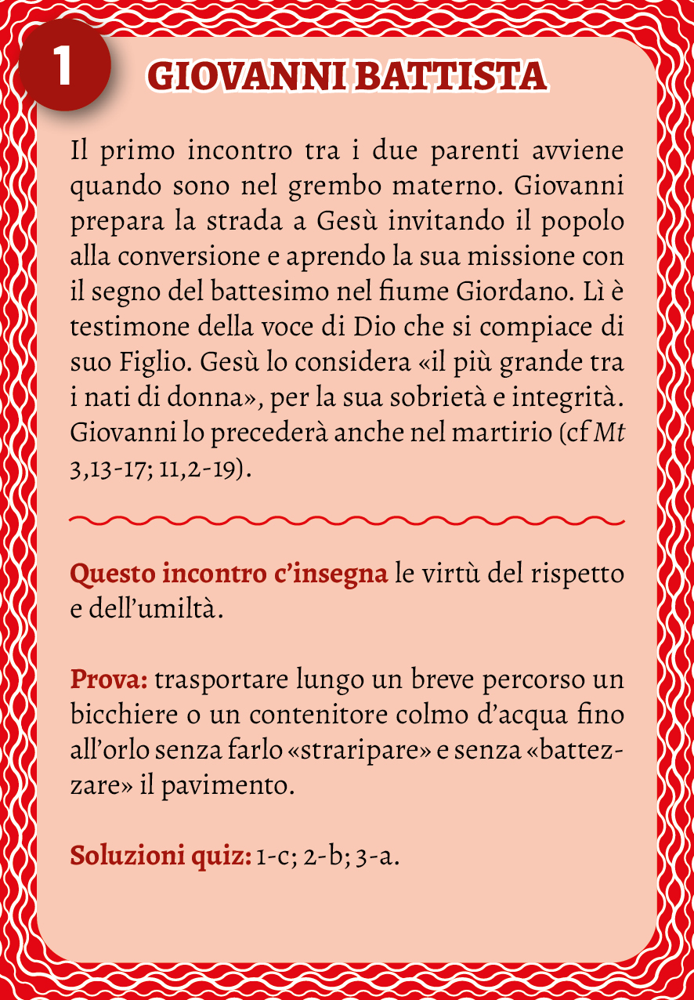 1
GIOVANNI BATTISTA
Il primo incontro tra i due parenti avviene
quando sono nel grembo materno. Giovanni
prepara la strada a Gesù invitando il popolo
alla conversione e aprendo la sua missione con
il segno del battesimo nel fiume Giordano. Lì è
testimone della voce di Dio che si compiace di
suo Figlio. Gesù lo considera «il più grande tra
i nati di donna», per la sua sobrietà e integrità.
Giovanni lo precederà anche nel martirio (cf Mt
3,13-17; 11,2-19).
Questo incontro c’insegna le virtù del rispetto
e dell’umiltà.
Prova: trasportare lungo un breve percorso un
bicchiere o un contenitore colmo d’acqua fino
all’orlo senza farlo «straripare» e senza «battez-
zare» il pavimento.
Soluzioni quiz: 1-c; 2-b; 3-a.